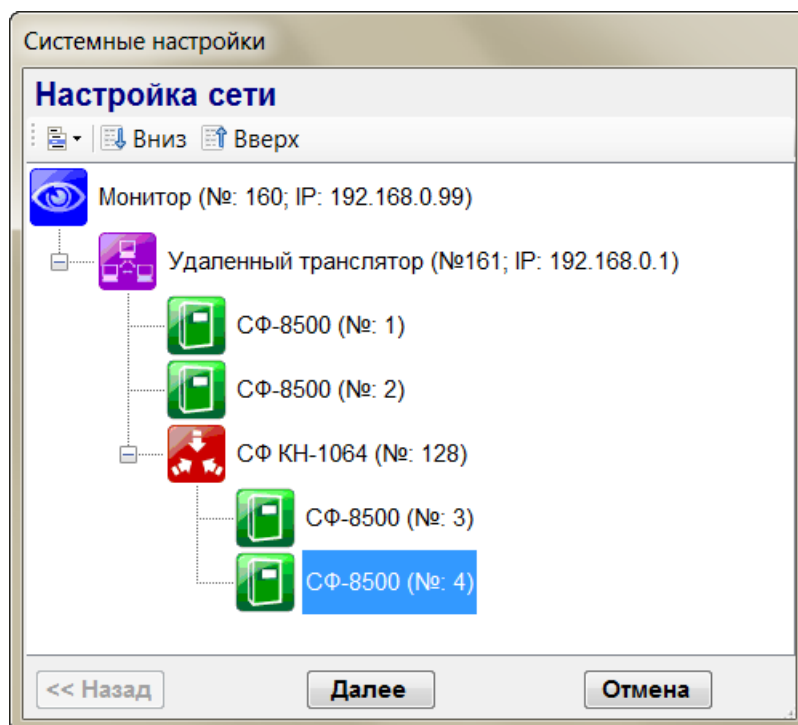 Системные настройки
Настройка сети
Вниз Вверх
Монитор (№: 160; IP: 192.168.0.99)
Удаленный транслятор (№161; IP: 192.168.0.1)
СФ-8500 (№: 1)
СФ-8500 (№: 2)
СФ КН-1064 (№: 128)
СФ-8500 (№: 3)
СФ-8500 (№: 4)
<< Назад Далее Отмена